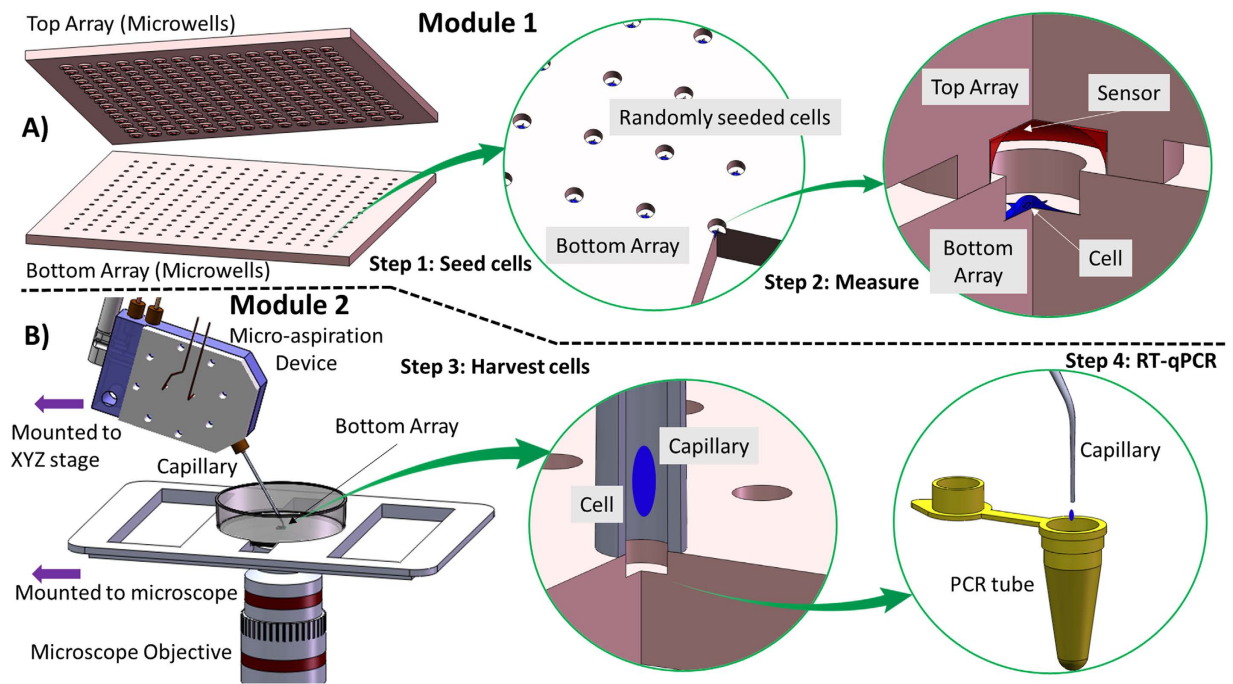 Top Array (Microwells)
Module 1
A)
Randomly seeded cells
Bottom Array
Top Array
Sensor
Bottom
Array
Cell
Bottom Array (Microwells)
Step 1: Seed cells
Step 2: Measure
B)
Module 2
Micro-aspiration
Device
Step 3: Harvest cells
Step 4: RT-qPCR
Mounted to
XYZ stage
Capillary
Bottom Array
Capillary
Cell
Capillary
PCR tube
Mounted to microscope
Microscope Objective